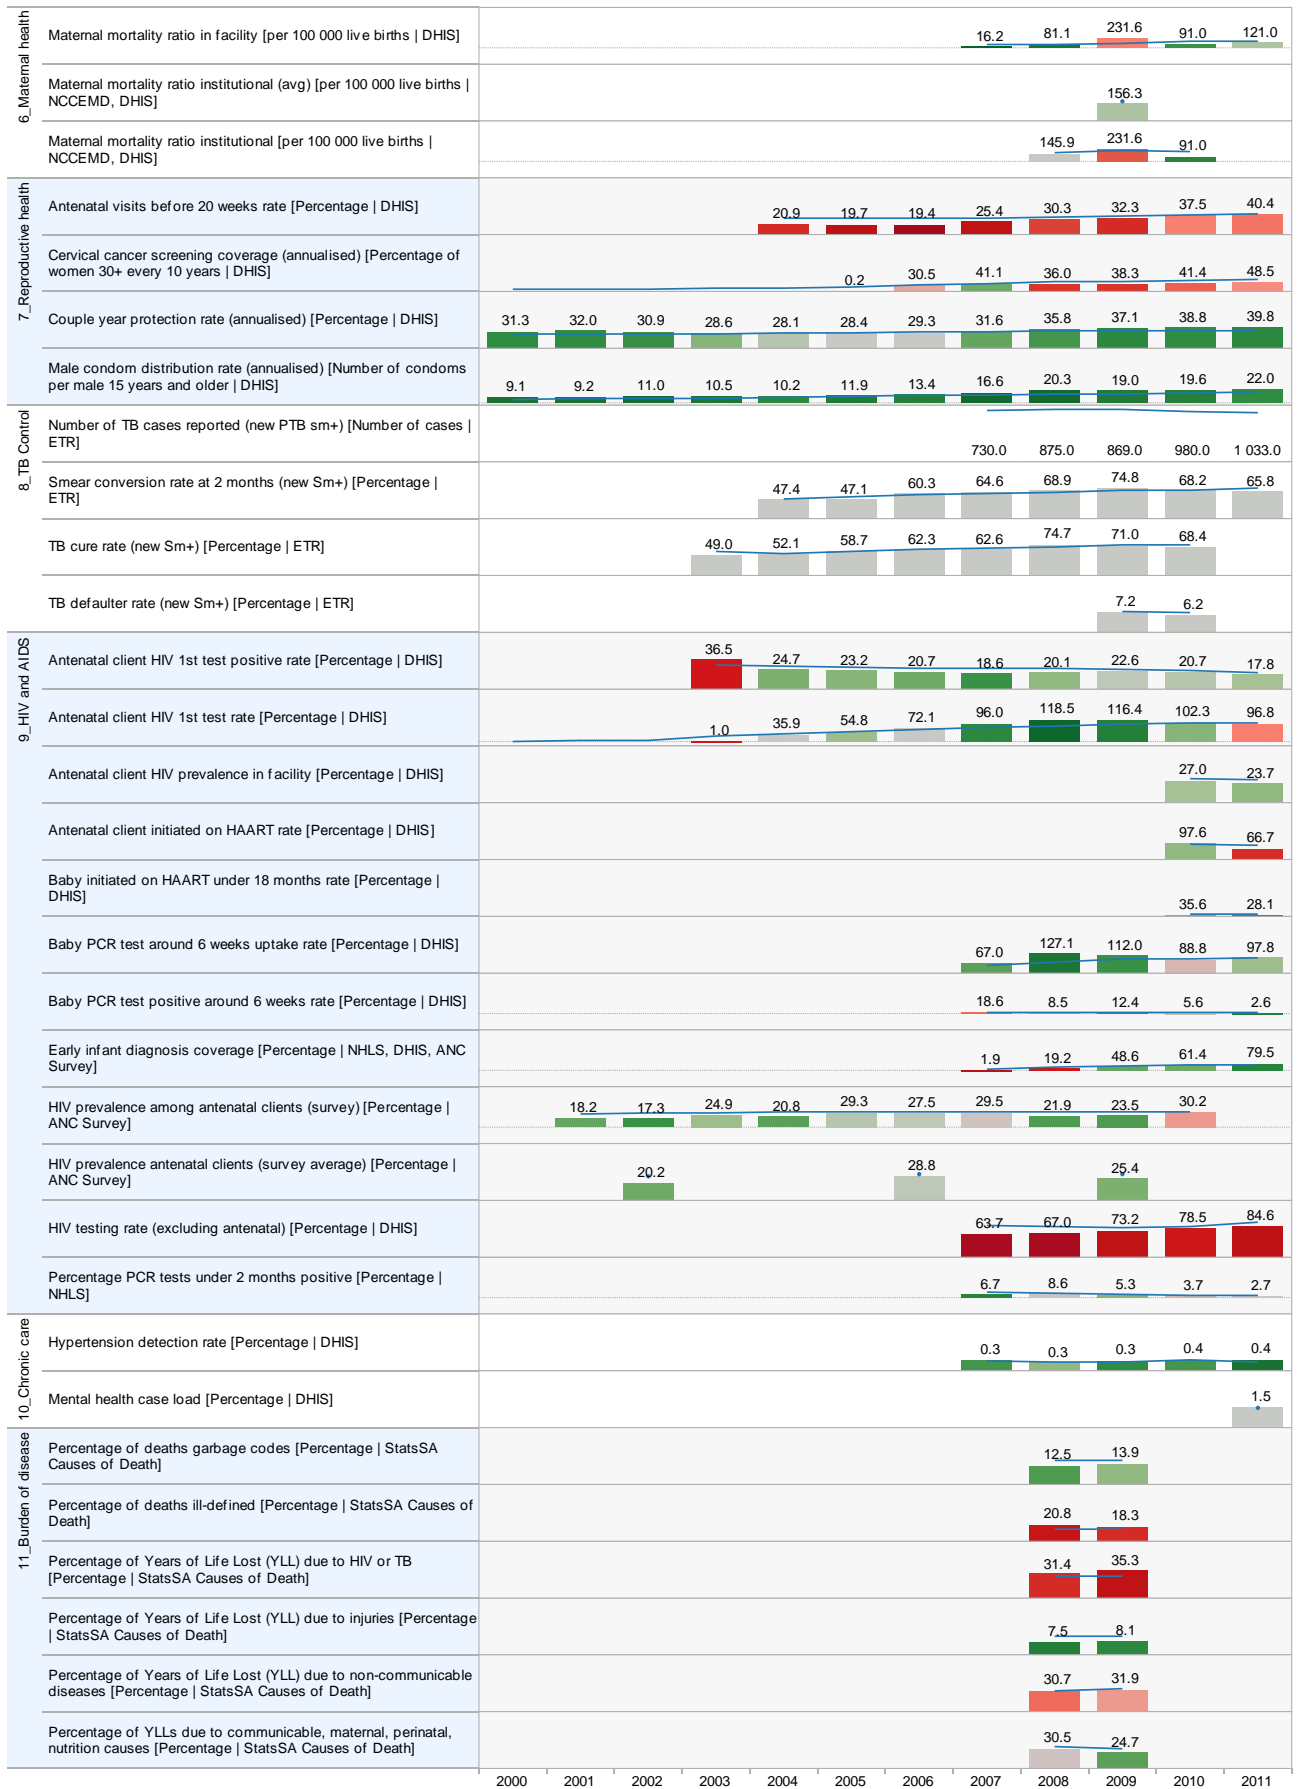 6_Maternal health
Maternal mortality ratio in facility [per 100 000 live births | DHIS]
16.2 81.1 231.6 91.0 121.0
Maternal mortality ratio institutional (avg) [per 100 000 live births |
NCCEMD, DHIS]
156.3
Maternal mortality ratio institutional [per 100 000 live births |
NCCEMD, DHIS]
145.9 231.6 91.0
7_Reproductive health
Antenatal visits before 20 weeks rate [Percentage | DHIS]
20.9 19.7 19.4 25.4 30.3 32.3 37.5 40.4
Cervical cancer screening coverage (annualised) [Percentage of
women 30+ every 10 years | DHIS]
0.2 30.5 41.1 36.0 38.3 41.4 48.5
Couple year protection rate (annualised) [Percentage | DHIS]
31.3 32.0 30.9 28.6 28.1 28.4 29.3 31.6 35.8 37.1 38.8 39.8
Male condom distribution rate (annualised) [Number of condoms
per male 15 years and older | DHIS]
9.1 9.2 11.0 10.5 10.2 11.9 13.4 16.6 20.3 19.0 19.6 22.0
8_TB Control
Number of TB cases reported (new PTB sm+) [Number of cases |
ETR]
730.0 875.0 869.0 980.0 1 033.0
Smear conversion rate at 2 months (new Sm+) [Percentage |
ETR]
47.4 47.1 60.3 64.6 68.9 74.8 68.2 65.8
TB cure rate (new Sm+) [Percentage | ETR]
49.0 52.1 58.7 62.3 62.6 74.7 71.0 68.4
TB defaulter rate (new Sm+) [Percentage | ETR]
7.2 6.2
9_HIV and AIDS
Antenatal client HIV 1st test positive rate [Percentage | DHIS]
36.5 24.7 23.2 20.7 18.6 20.1 22.6 20.7 17.8
Antenatal client HIV 1st test rate [Percentage | DHIS]
1.0 35.9 54.8 72.1 96.0 118.5 116.4 102.3 96.8
Antenatal client HIV prevalence in facility [Percentage | DHIS]
27.0 23.7
Antenatal client initiated on HAART rate [Percentage | DHIS]
97.6 66.7
Baby initiated on HAART under 18 months rate [Percentage |
DHIS]
35.6 28.1
Baby PCR test around 6 weeks uptake rate [Percentage | DHIS]
67.0 127.1 112.0 88.8 97.8
Baby PCR test positive around 6 weeks rate [Percentage | DHIS]
18.6 8.5 12.4 5.6 2.6
Early infant diagnosis coverage [Percentage | NHLS, DHIS, ANC
Survey]
1.9 19.2 48.6 61.4 79.5
HIV prevalence among antenatal clients (survey) [Percentage |
ANC Survey]
18.2 17.3 24.9 20.8 29.3 27.5 29.5 21.9 23.5 30.2
HIV prevalence antenatal clients (survey average) [Percentage |
ANC Survey]
20.2 28.8 25.4
HIV testing rate (excluding antenatal) [Percentage | DHIS]
63.7 67.0 73.2 78.5 84.6
Percentage PCR tests under 2 months positive [Percentage |
NHLS]
6.7 8.6 5.3 3.7 2.7
10_Chronic care
Hypertension detection rate [Percentage | DHIS]
0.3 0.3 0.3 0.4 0.4
Mental health case load [Percentage | DHIS]
1.5
11_Burden of disease
Percentage of deaths garbage codes [Percentage | StatsSA
Causes of Death]
12.5 13.9
Percentage of deaths ill-defined [Percentage | StatsSA Causes of
Death]
20.8 18.3
Percentage of Years of Life Lost (YLL) due to HIV or TB
[Percentage | StatsSA Causes of Death]
31.4 35.3
Percentage of Years of Life Lost (YLL) due to injuries [Percentage
| StatsSA Causes of Death]
7.5 8.1
Percentage of Years of Life Lost (YLL) due to non-communicable
diseases [Percentage | StatsSA Causes of Death]
30.7 31.9
Percentage of YLLs due to communicable, maternal, perinatal,
nutrition causes [Percentage | StatsSA Causes of Death]
30.5 24.7
2000 2001 2002 2003 2004 2005 2006 2007 2008 2009 2010 2011